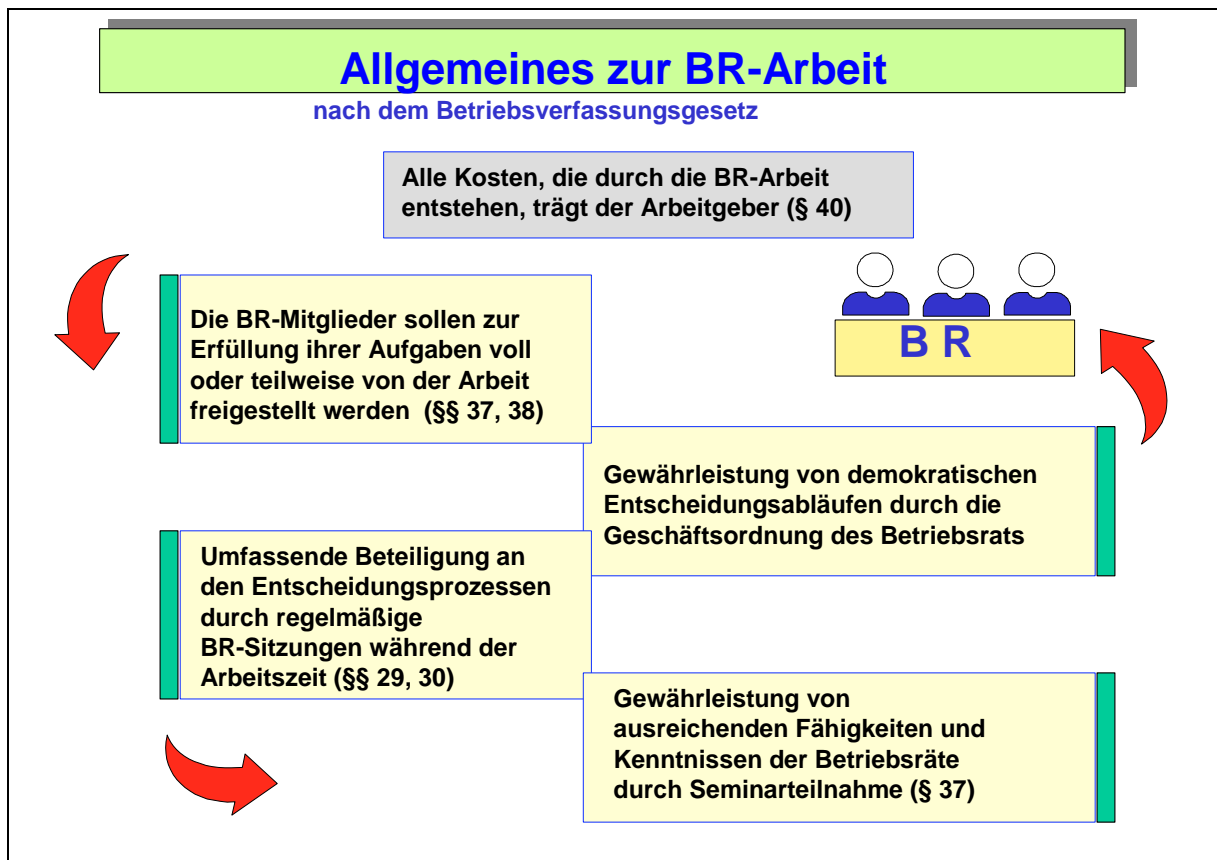 Allgemeines zur BR-Arbeit
nach dem Betriebsverfassungsgesetz
Alle Kosten, die durch die BR-Arbeit
entstehen, trägt der Arbeitgeber (§ 40)
Die BR-Mitglieder sollen zur
Erfüllung ihrer Aufgaben voll
oder teilweise von der Arbeit
freigestellt werden (§§ 37, 38)
B R
Gewährleistung von demokratischen
Entscheidungsabläufen durch die
Geschäftsordnung des Betriebsrats
Umfassende Beteiligung an
den Entscheidungsprozessen
durch regelmäßige
BR-Sitzungen während der
Arbeitszeit (§§ 29, 30)
Gewährleistung von
ausreichenden Fähigkeiten und
Kenntnissen der Betriebsräte
durch Seminarteilnahme (§ 37)